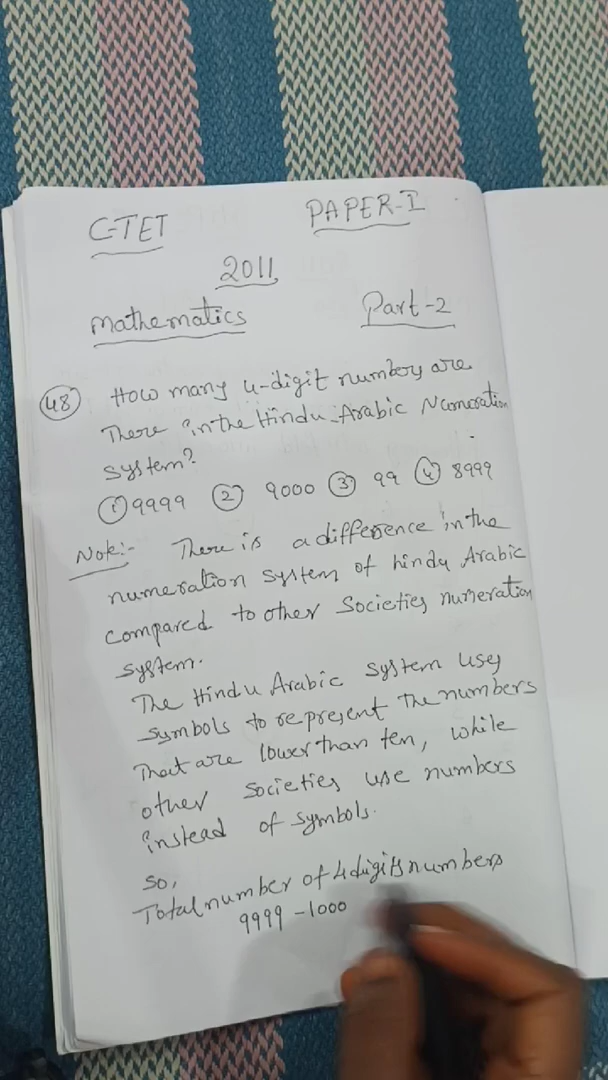 C-TET PAPER-I
2011
Mathematics Part-2
48 How many 4-digit numbers are
There in the Hindu-Arabic Numeration
system?
① 9999 ② 9000 ③ 99 ④ 8999
Note:- There is a difference in the
numeration system of hindu Arabic
compared to other Societies numeration
system.
The Hindu Arabic system uses
symbols to represent the numbers
That are lower than ten, while
other societies use numbers
instead of symbols.
So,
Total number of 4 digits numbers
9999 - 1000